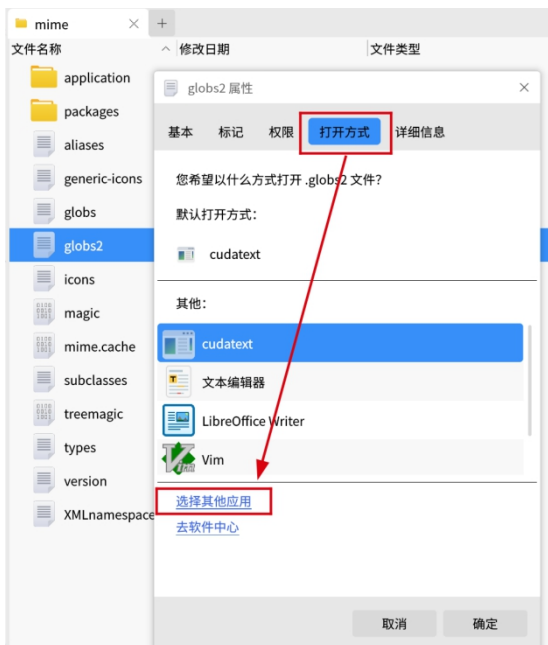 mime
文件名称
修改日期
文件类型
application
packages
aliases
generic-icons
globs
globs2
icons
magic
mime.cache
subclasses
treemagic
types
version
XMLnamespace
globs2 属性
基本 标记 权限 打开方式 详细信息
您希望以什么方式打开 .globs2 文件?
默认打开方式:
cudatext
其他:
cudatext
文本编辑器
LibreOffice Writer
Vim
选择其他应用
去软件中心
取消 确定